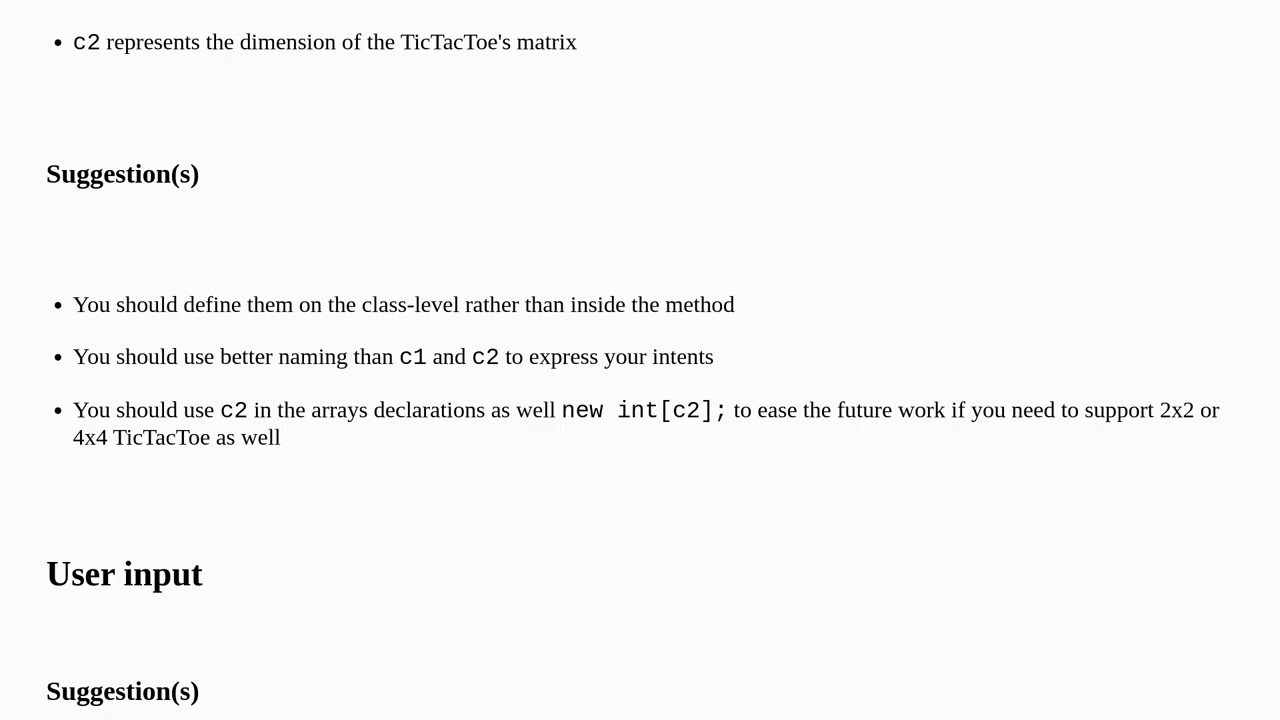 c2 represents the dimension of the TicTacToe's matrix
Suggestion(s)
You should define them on the class-level rather than inside the method
You should use better naming than c1 and c2 to express your intents
You should use c2 in the arrays declarations as well new int[c2]; to ease the future work if you need to support 2x2 or
4x4 TicTacToe as well
User input
Suggestion(s)